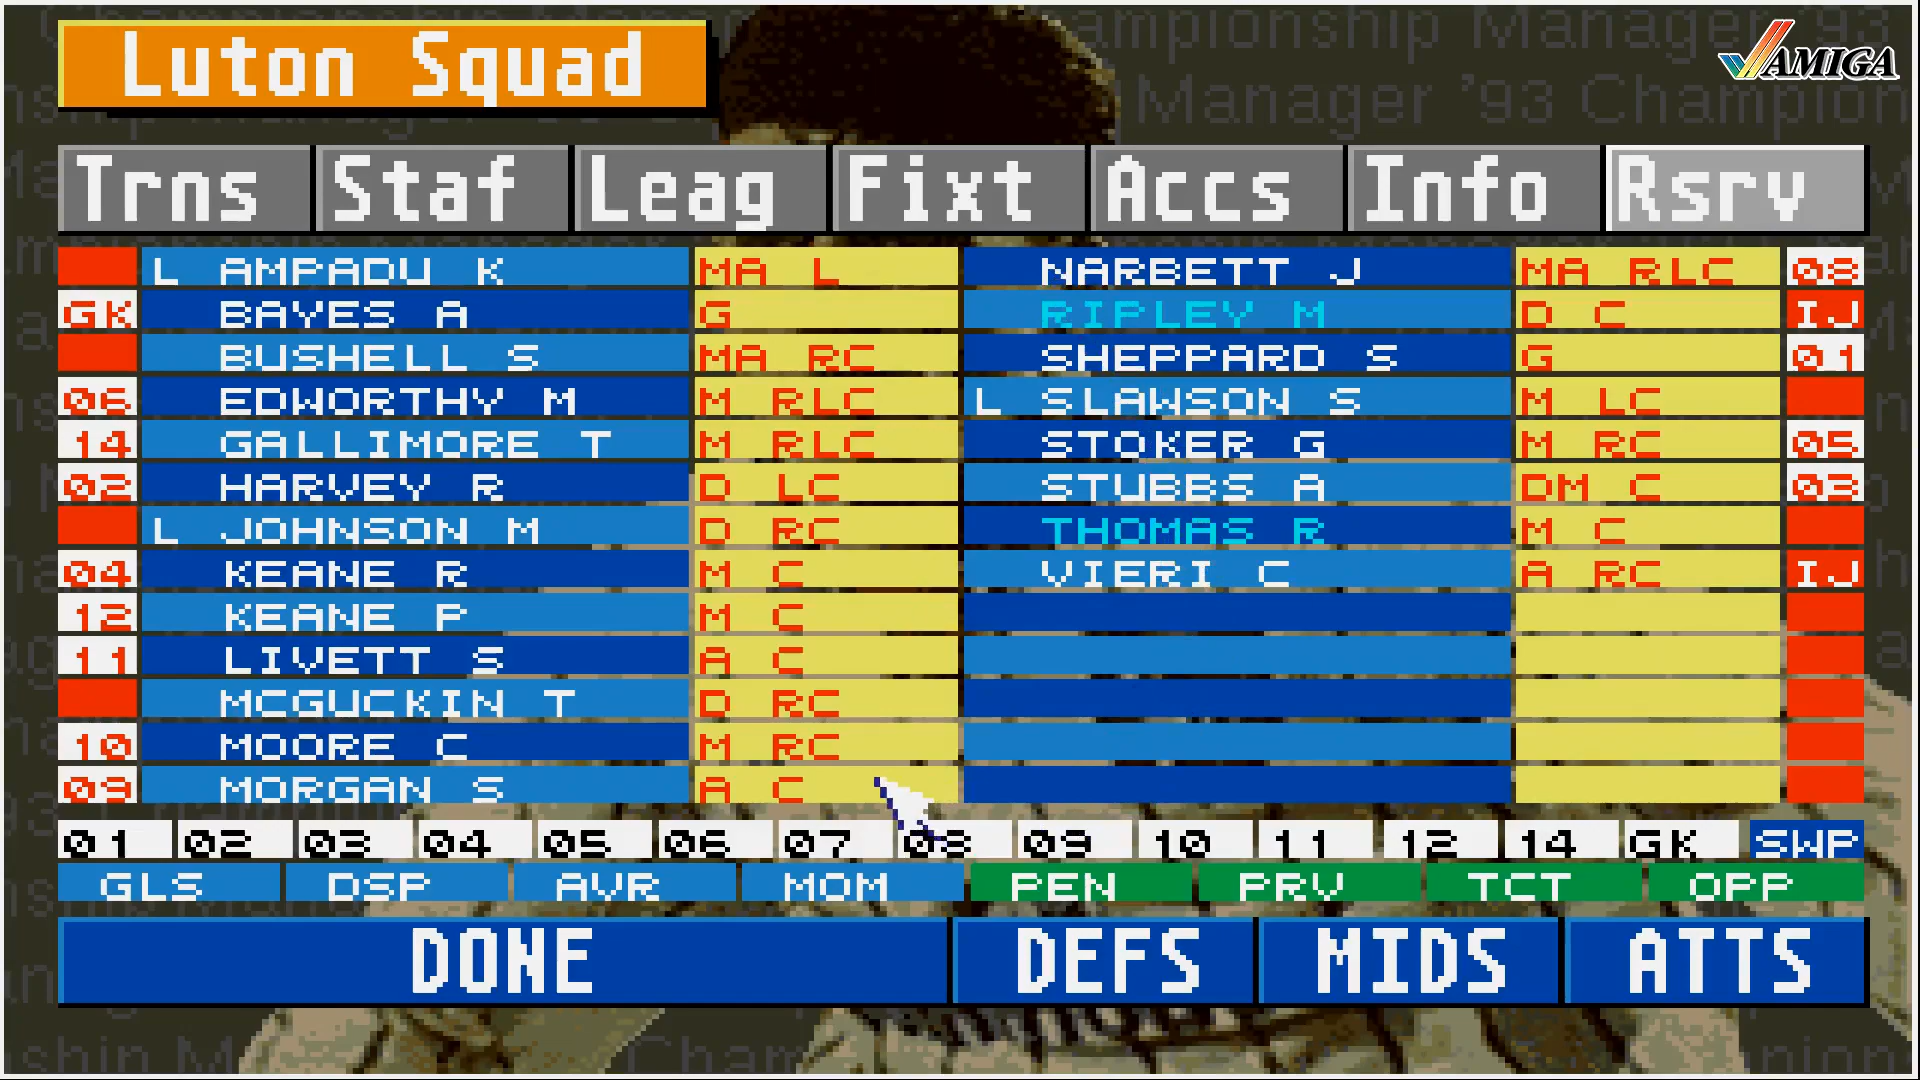 Luton Squad
AMIGA
Trns Staf Leag Fixt Accs Info Rsrv
L AMPADU K MA L NARBETT J MA RLC 08
GK BAYES A G RIPLEY M D C IJ
BUSHELL S MA RC SHEPPARD S G 01
06 EDWORTHY M M RLC L SLAWSON S M LC
14 GALLIMORE T M RLC STOKER G M RC 05
02 HARVEY R D LC STUBBS A DM C 03
L JOHNSON M D RC THOMAS R M C
04 KEANE R M C VIERI C A RC IJ
12 KEANE P M C
11 LIVETT S A C
MCGUCKIN T D RC
10 MOORE C M RC
09 MORGAN S A C
01 02 03 04 05 06 07 08 09 10 11 12 14 GK SWP
GLS DSP AVR MOM PEN PRV TCT OPP
DONE DEFS MIDS ATTS